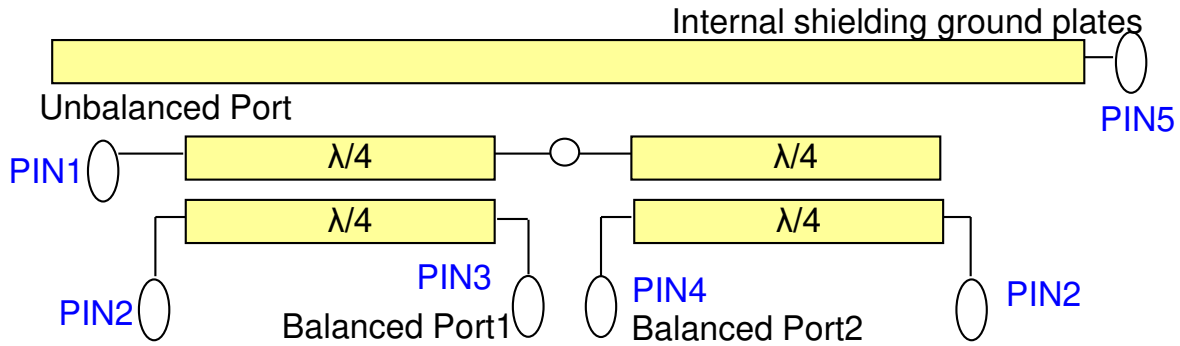 Internal shielding ground plates
Unbalanced Port
PIN5
PIN1
λ/4
λ/4
λ/4
λ/4
PIN3
PIN4
PIN2
PIN2
Balanced Port1
Balanced Port2